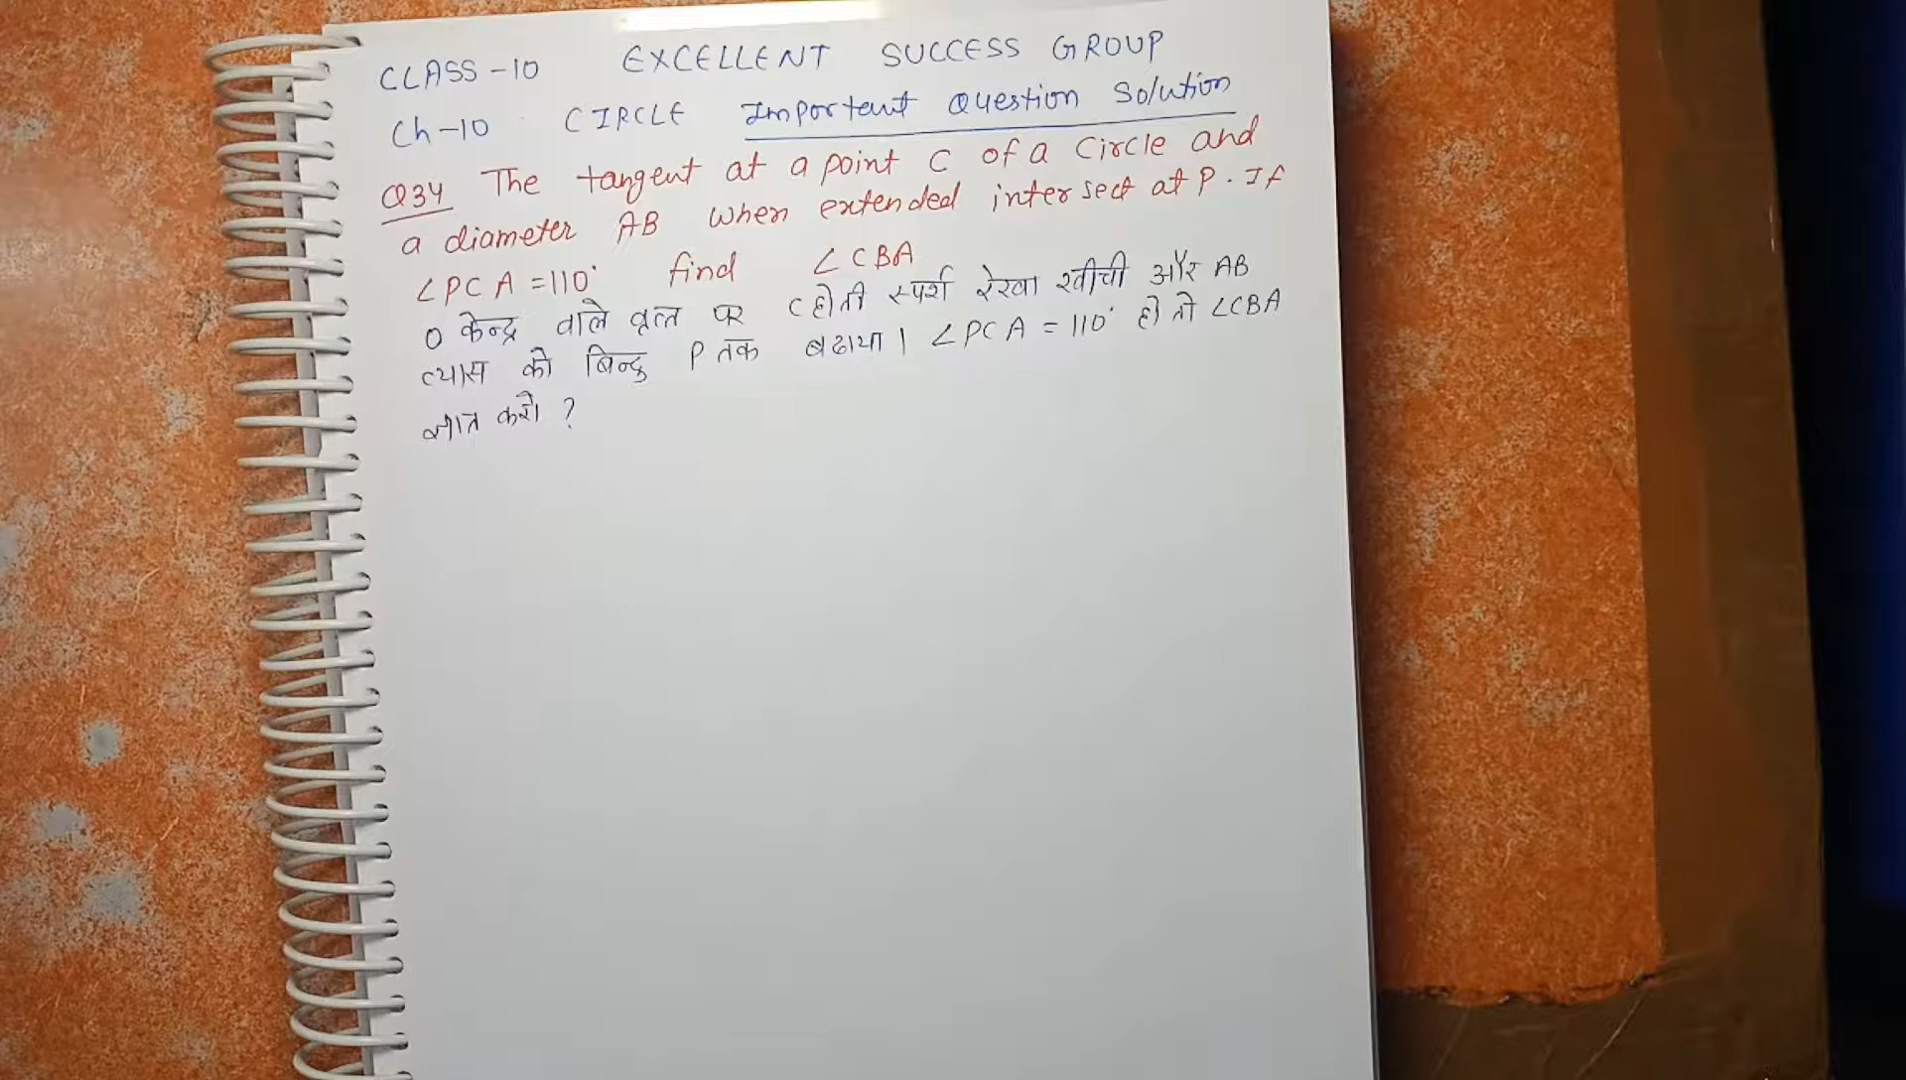 CLASS-10 EXCELLENT SUCCESS GROUP
Ch-10 CIRCLE Importent Question Solution
Q34 The tangent at a point C of a Circle and
a diameter AB when extended intersect at P. If
∠PCA = 110° find ∠CBA
O केन्द्र वाले वृत्त पर C होती स्पर्श रेखा खीची और AB
व्यास को बिन्दु P तक बढाया। ∠PCA = 110° हो तो ∠CBA
ज्ञात करो ?